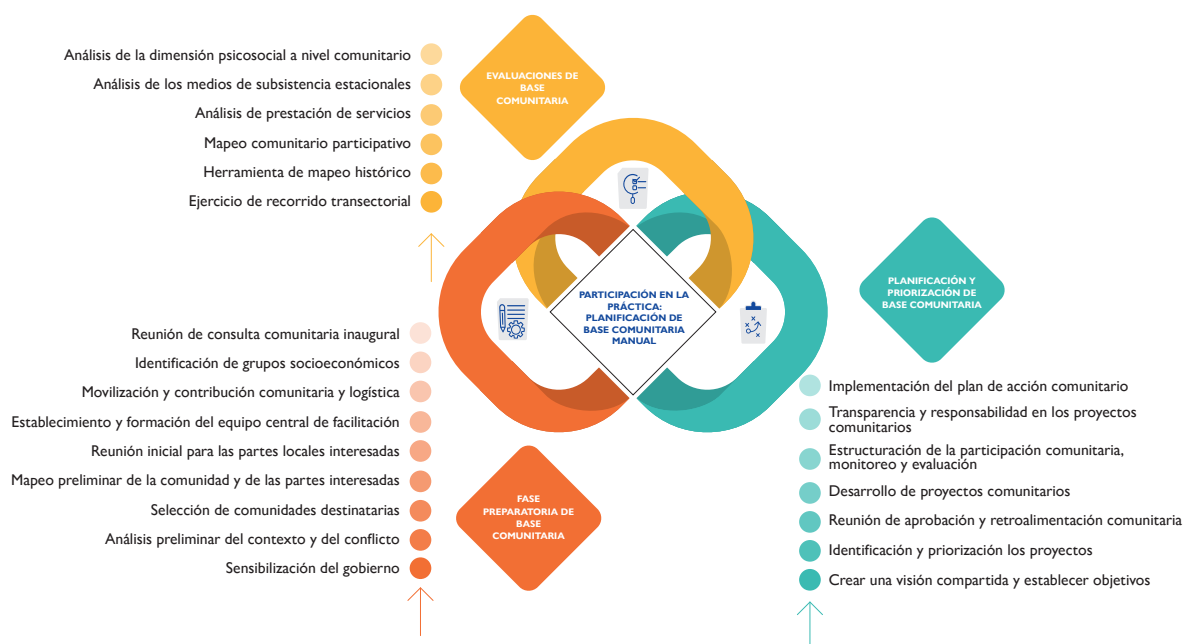 Análisis de la dimensión psicosocial a nivel comunitario
Análisis de los medios de subsistencia estacionales
Análisis de prestación de servicios
Mapeo comunitario participativo
Herramienta de mapeo histórico
Ejercicio de recorrido transectorial
EVALUACIONES DE
BASE
COMUNITARIA
Reunión de consulta comunitaria inaugural
Identificación de grupos socioeconómicos
Movilización y contribución comunitaria y logística
Establecimiento y formación del equipo central de facilitación
Reunión inicial para las partes locales interesadas
Mapeo preliminar de la comunidad y de las partes interesadas
Selección de comunidades destinatarias
Análisis preliminar del contexto y del conflicto
Sensibilización del gobierno
FASE
PREPARATORIA DE
BASE
COMUNITARIA
PARTICIPACIÓN EN LA
PRÁCTICA:
PLANIFICACIÓN DE
BASE COMUNITARIA
MANUAL
PLANIFICACIÓN Y
PRIORIZACIÓN DE
BASE COMUNITARIA
Implementación del plan de acción comunitario
Transparencia y responsabilidad en los proyectos
comunitarios
Estructuración de la participación comunitaria,
monitoreo y evaluación
Desarrollo de proyectos comunitarios
Reunión de aprobación y retroalimentación comunitaria
Identificación y priorización los proyectos
Crear una visión compartida y establecer objetivos